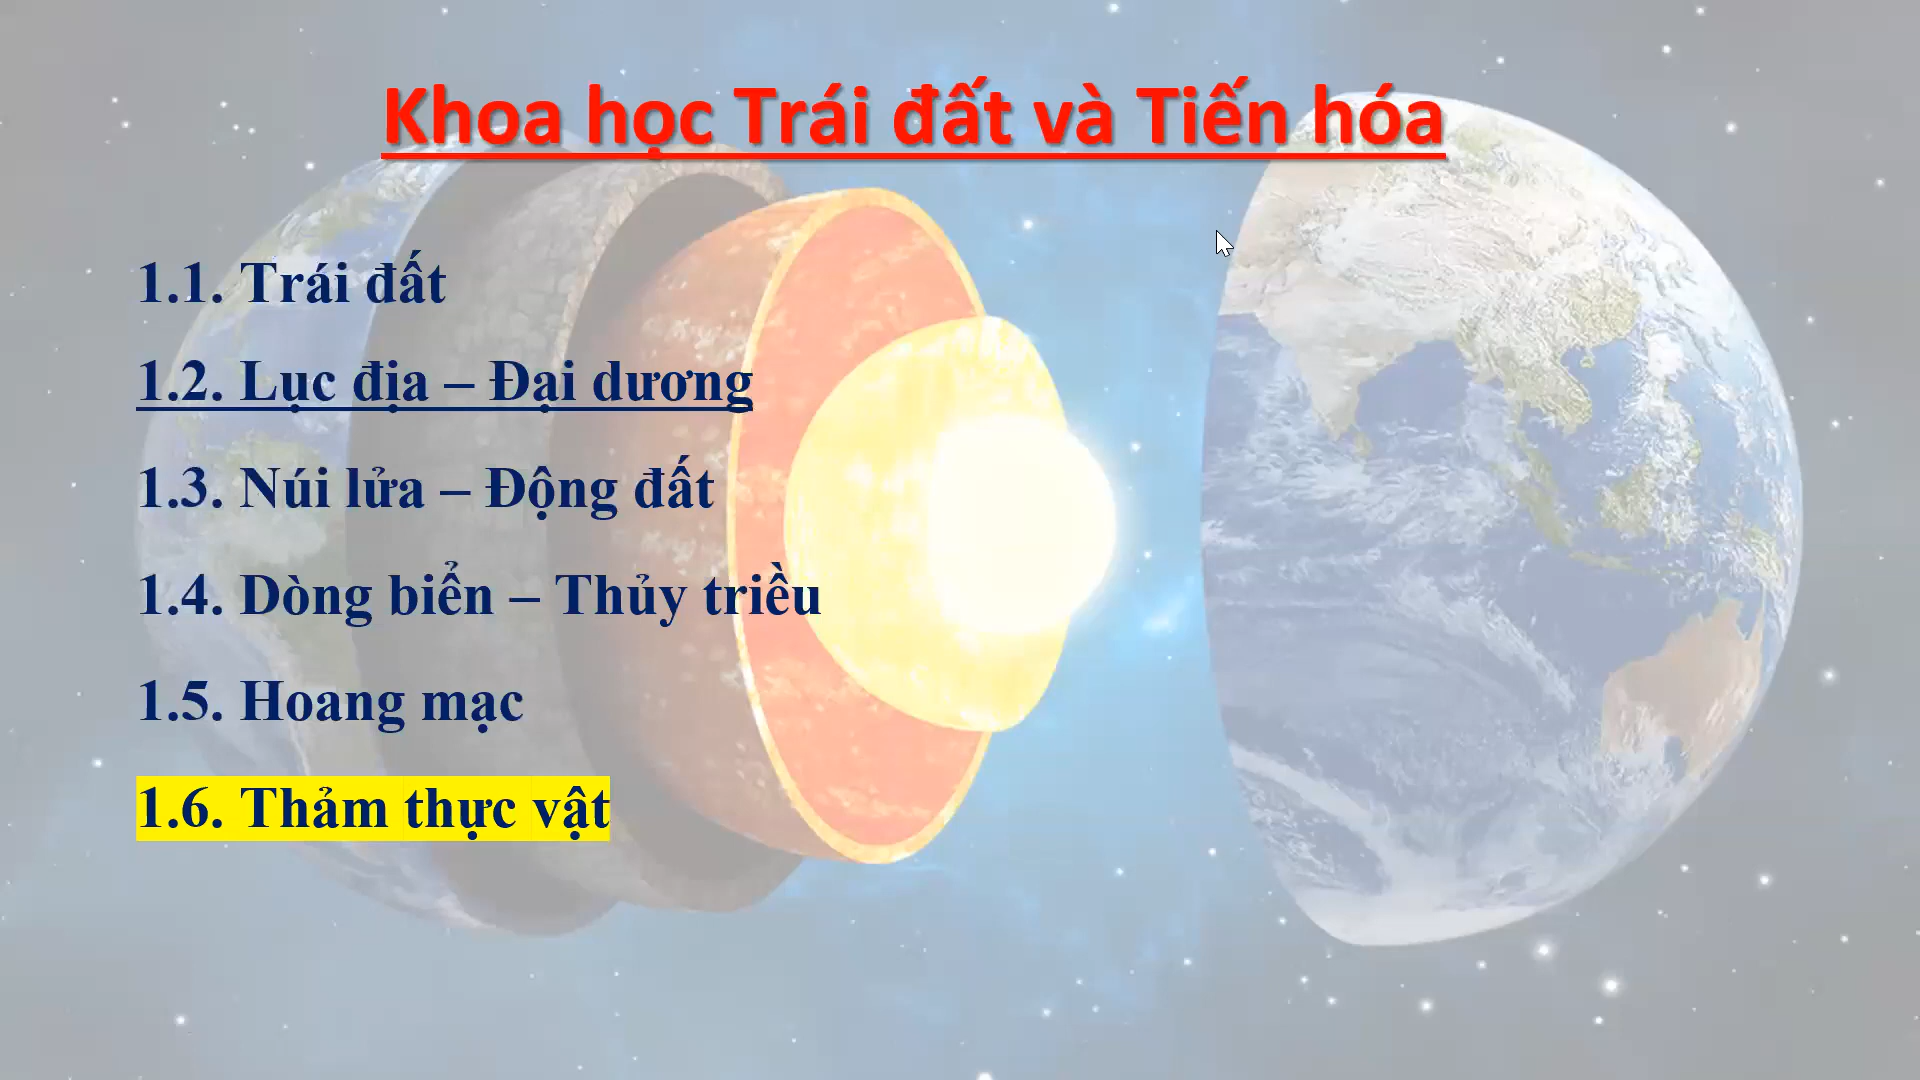 Khoa học Trái đất và Tiến hóa
1.1. Trái đất
1.2. Lục địa – Đại dương
1.3. Núi lửa – Động đất
1.4. Dòng biển – Thủy triều
1.5. Hoang mạc
1.6. Thảm thực vật